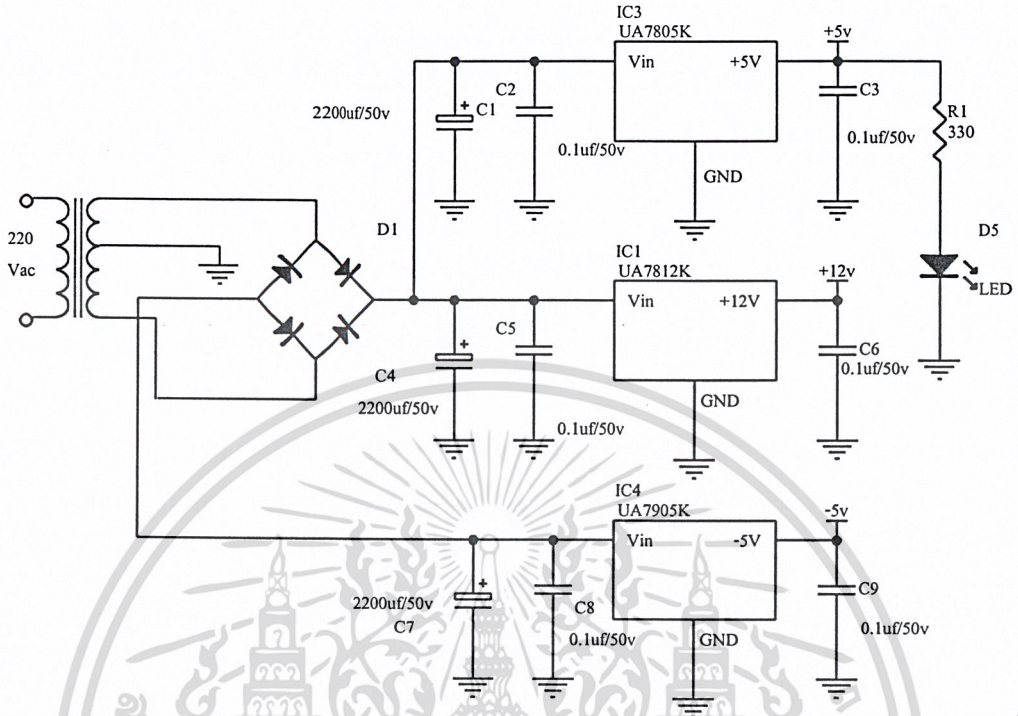 IC3
UA7805K
Vin
+5V
+5v
C2
C1
+
2200uf/50v
0.1uf/50v
GND
C3
0.1uf/50v
R1
330
D5
LED
220
Vac
D1
IC1
UA7812K
Vin
+12V
+12v
C5
+
C4
2200uf/50v
0.1uf/50v
GND
C6
0.1uf/50v
IC4
UA7905K
Vin
-5V
-5v
+
2200uf/50v
C7
C8
0.1uf/50v
GND
C9
0.1uf/50v